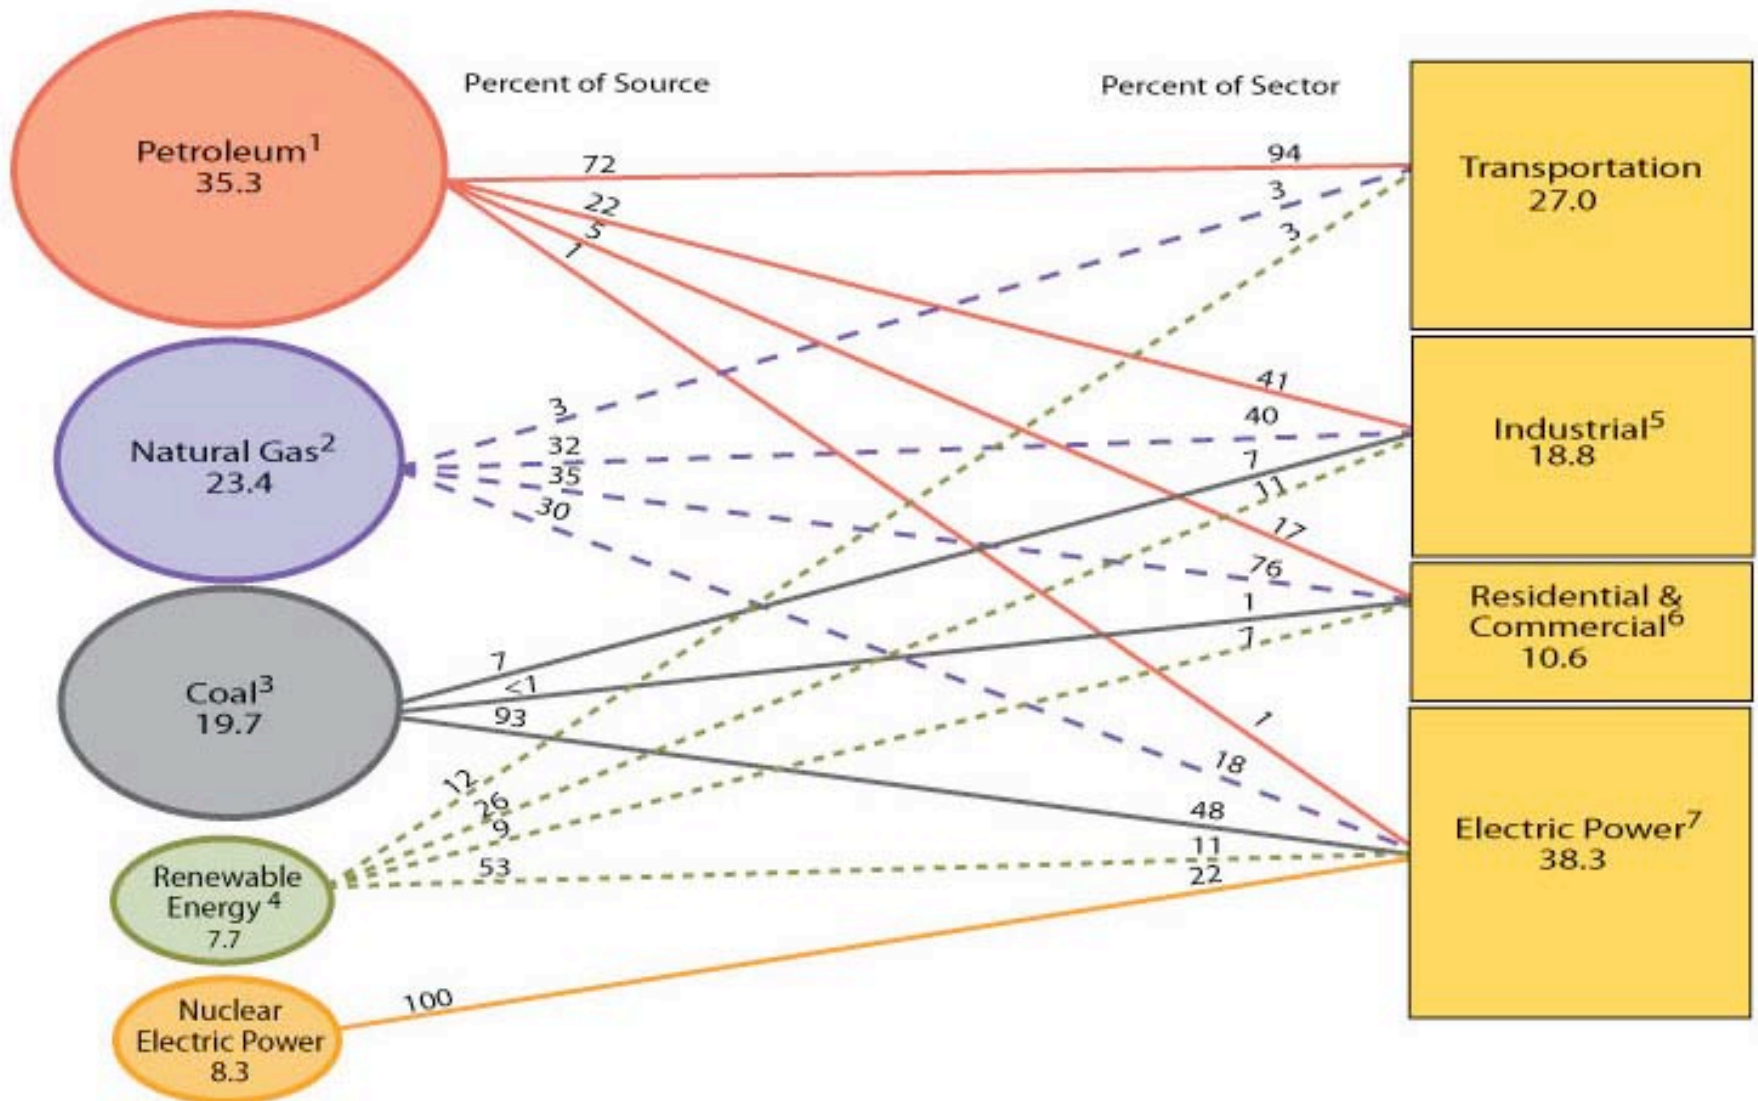 Percent of Source
Percent of Sector
Petroleum1
35.3
72
22
5
1
94
3
3
Transportation
27.0
Natural Gas2
23.4
3
32
35
30
41
40
7
11
Industrial5
18.8
17
76
1
7
Residential &
Commercial6
10.6
Coal3
19.7
7
<1
93
1
18
48
11
22
Electric Power7
38.3
Renewable
Energy 4
7.7
12
26
9
53
Nuclear
Electric Power
8.3
100